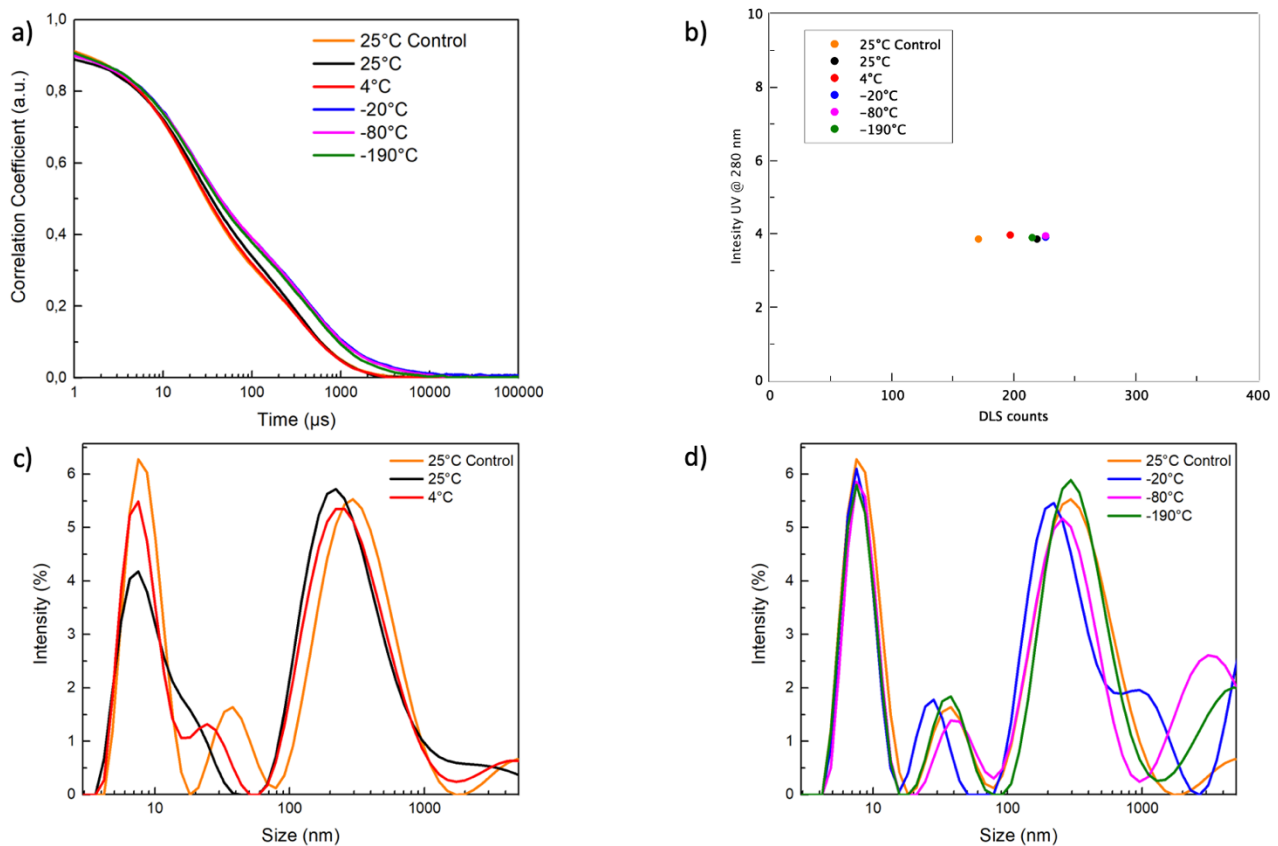 a)
1,0
0,8
0,6
0,4
0,2
0,0
Correlation Coefficient (a.u.)
25°C Control
25°C
4°C
-20°C
-80°C
-190°C
1 10 100 1000 10000 100000
Time (µs)
b)
10
8
6
4
2
0
Intesity UV @ 280 nm
25°C Control
25°C
4°C
-20°C
-80°C
-190°C
0 100 200 300 400
DLS counts
c)
6
5
4
3
2
1
0
Intensity (%)
25°C Control
25°C
4°C
10 100 1000
Size (nm)
d)
6
5
4
3
2
1
0
Intensity (%)
25°C Control
-20°C
-80°C
-190°C
10 100 1000
Size (nm)